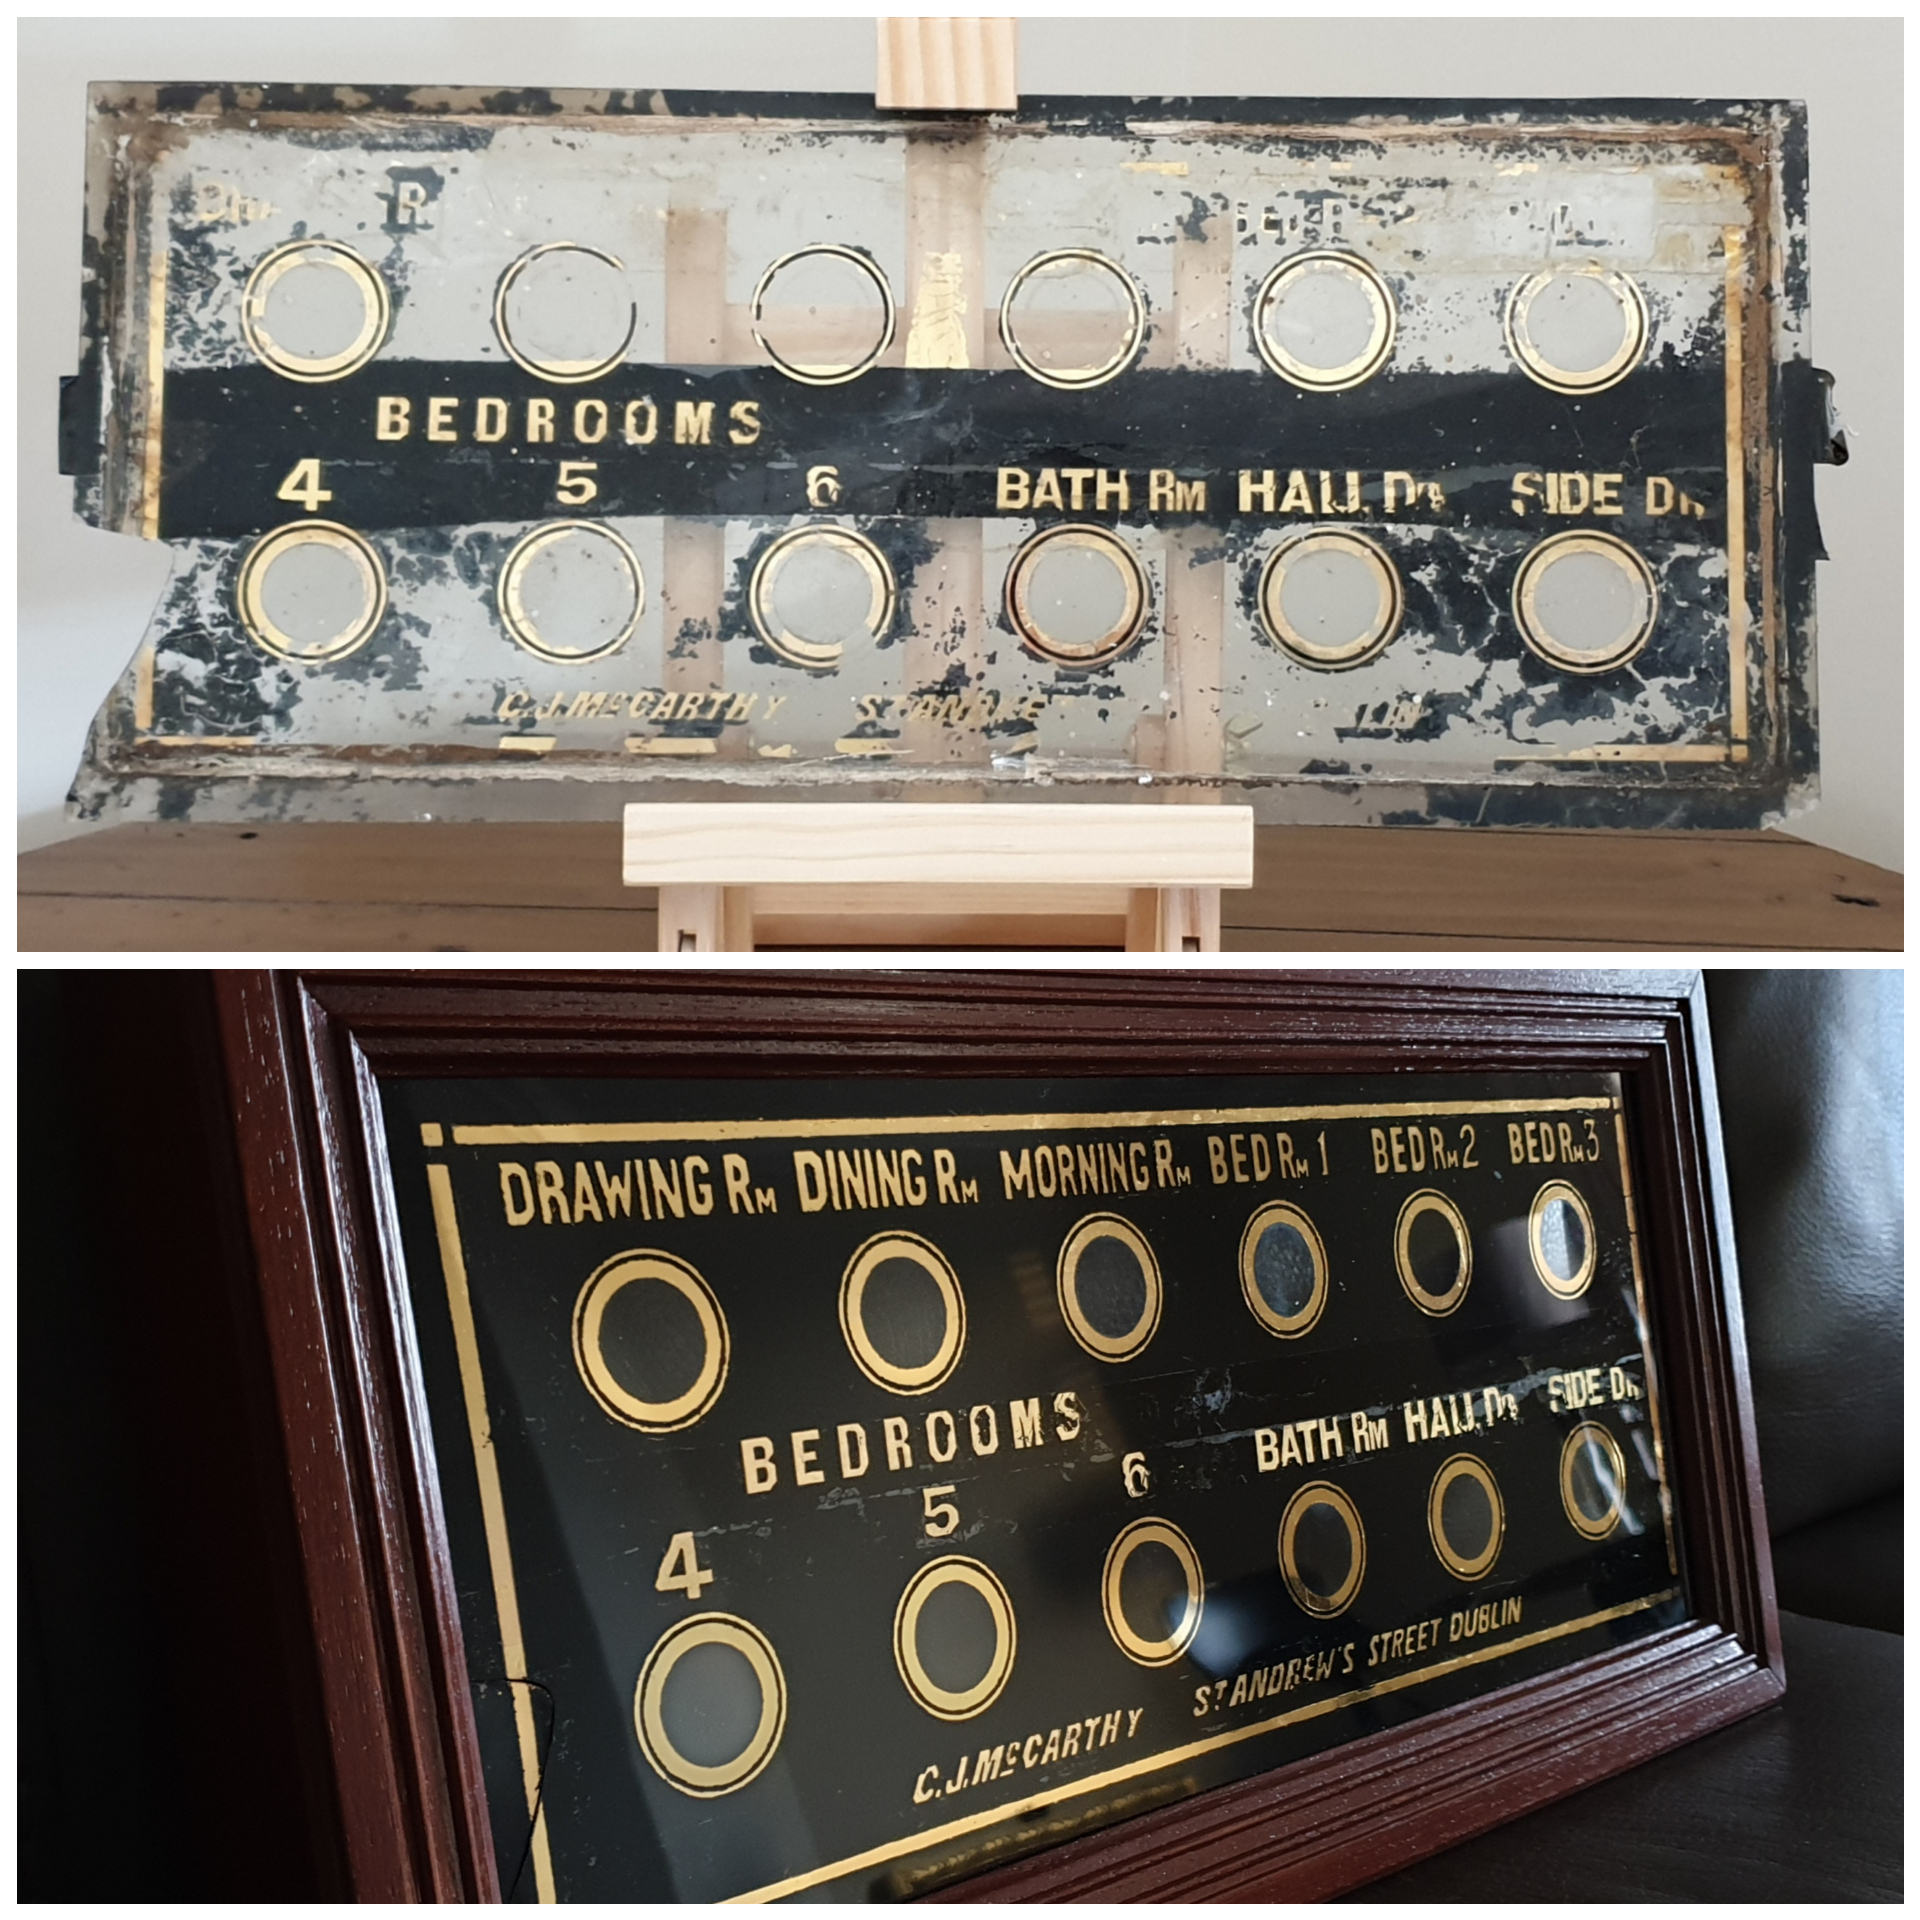 R
BEDROOMS
4 5 6 BATH RM HALL DR SIDE DR
C.J.McCARTHY
DRAWING RM DINING RM MORNING RM BED RM 1 BED RM 2 BED RM 3
BEDROOMS
4 5 6 BATH RM HALL DR SIDE DR
C.J.McCARTHY ST ANDREW'S STREET DUBLIN